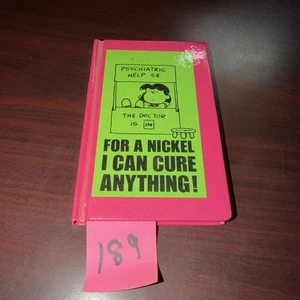 PSYCHIATRIC
HELP 5¢
THE DOCTOR
IS IN
FOR A NICKEL
I CAN CURE
ANYTHING!
189